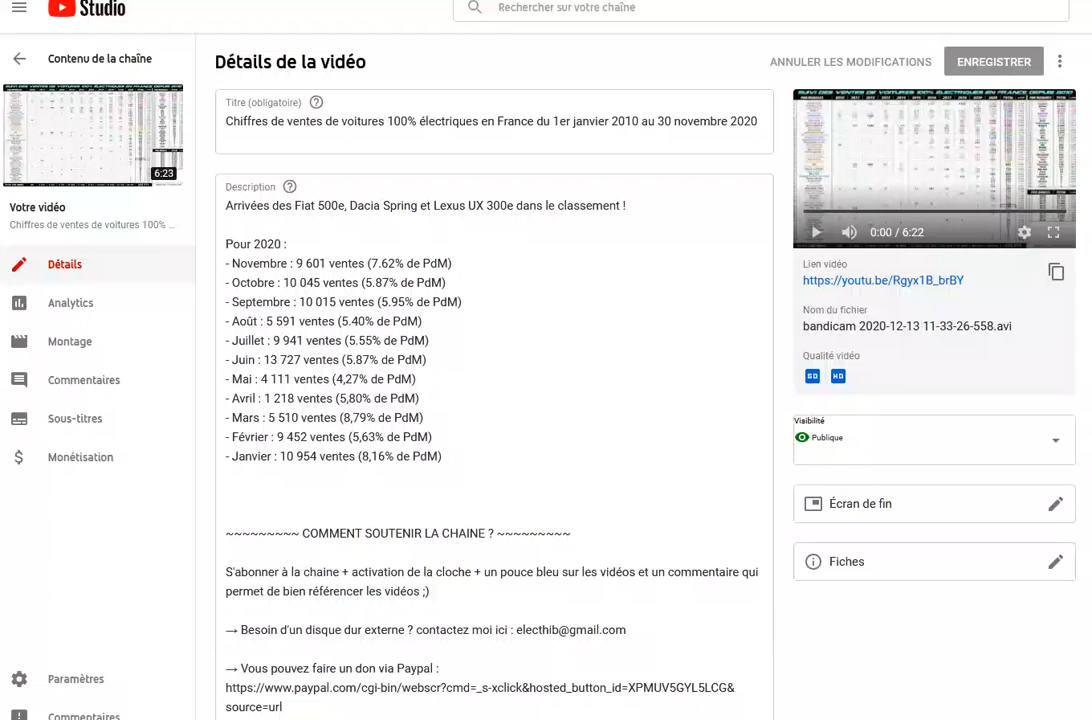 Studio
Rechercher sur votre chaîne
Contenu de la chaîne
6:23
Votre vidéo
Chiffres de ventes de voitures 100% ...
Détails
Analytics
Montage
Commentaires
Sous-titres
Monétisation
Paramètres
Commentaires
Détails de la vidéo
ANNULER LES MODIFICATIONS
ENREGISTRER
Titre (obligatoire)
Chiffres de ventes de voitures 100% électriques en France du 1er janvier 2010 au 30 novembre 2020
Description
Arrivées des Fiat 500e, Dacia Spring et Lexus UX 300e dans le classement !
Pour 2020 :
- Novembre : 9 601 ventes (7.62% de PdM)
- Octobre : 10 045 ventes (5.87% de PdM)
- Septembre : 10 015 ventes (5.95% de PdM)
- Août : 5 591 ventes (5.40% de PdM)
- Juillet : 9 941 ventes (5.55% de PdM)
- Juin : 13 727 ventes (5.87% de PdM)
- Mai : 4 111 ventes (4,27% de PdM)
- Avril : 1 218 ventes (5,80% de PdM)
- Mars : 5 510 ventes (8,79% de PdM)
- Février : 9 452 ventes (5,63% de PdM)
- Janvier : 10 954 ventes (8,16% de PdM)
~~~~~~~~~ COMMENT SOUTENIR LA CHAINE ? ~~~~~~~~~
S'abonner à la chaine + activation de la cloche + un pouce bleu sur les vidéos et un commentaire qui
permet de bien référencer les vidéos ;)
→ Besoin d'un disque dur externe ? contactez moi ici : electhib@gmail.com
→ Vous pouvez faire un don via Paypal :
https://www.paypal.com/cgi-bin/webscr?cmd=_s-xclick&hosted_button_id=XPMUV5GYL5LCG&
source=url
SUIVI DES VENTES DE VOITURES 100% ÉLECTRIQUES EN FRANCE DEPUIS 2010
0:00 / 6:22
Lien vidéo
https://youtu.be/Rgyx1B_brBY
Nom du fichier
bandicam 2020-12-13 11-33-26-558.avi
Qualité vidéo
SD HD
Visibilité
Publique
Écran de fin
Fiches